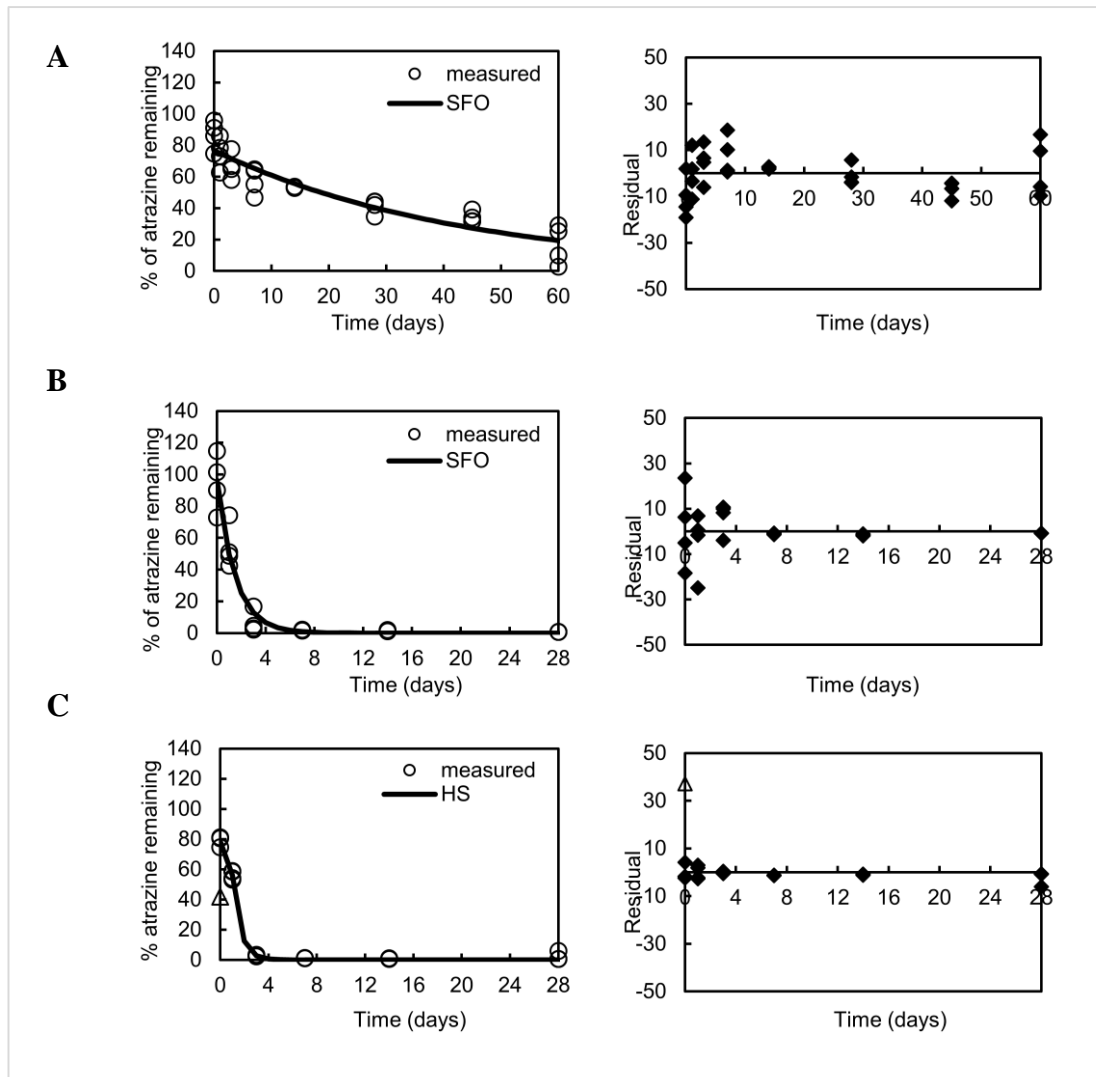 A
% of atrazine remaining
140
120
100
80
60
40
20
0
measured
SFO
0 10 20 30 40 50 60
Time (days)
Residual
50
30
10
10
30
-50
0 10 20 30 40 50 60
Time (days)
B
% of atrazine remaining
140
120
100
80
60
40
20
0
measured
SFO
0 4 8 12 16 20 24 28
Time (days)
Residual
50
30
10
10
30
-50
0 4 8 12 16 20 24 28
Time (days)
C
% atrazine remaining
140
120
100
80
60
40
20
0
measured
HS
0 4 8 12 16 20 24 28
Time (days)
Residual
50
30
10
10
-30
-50
0 4 8 12 16 20 24 28
Time (days)